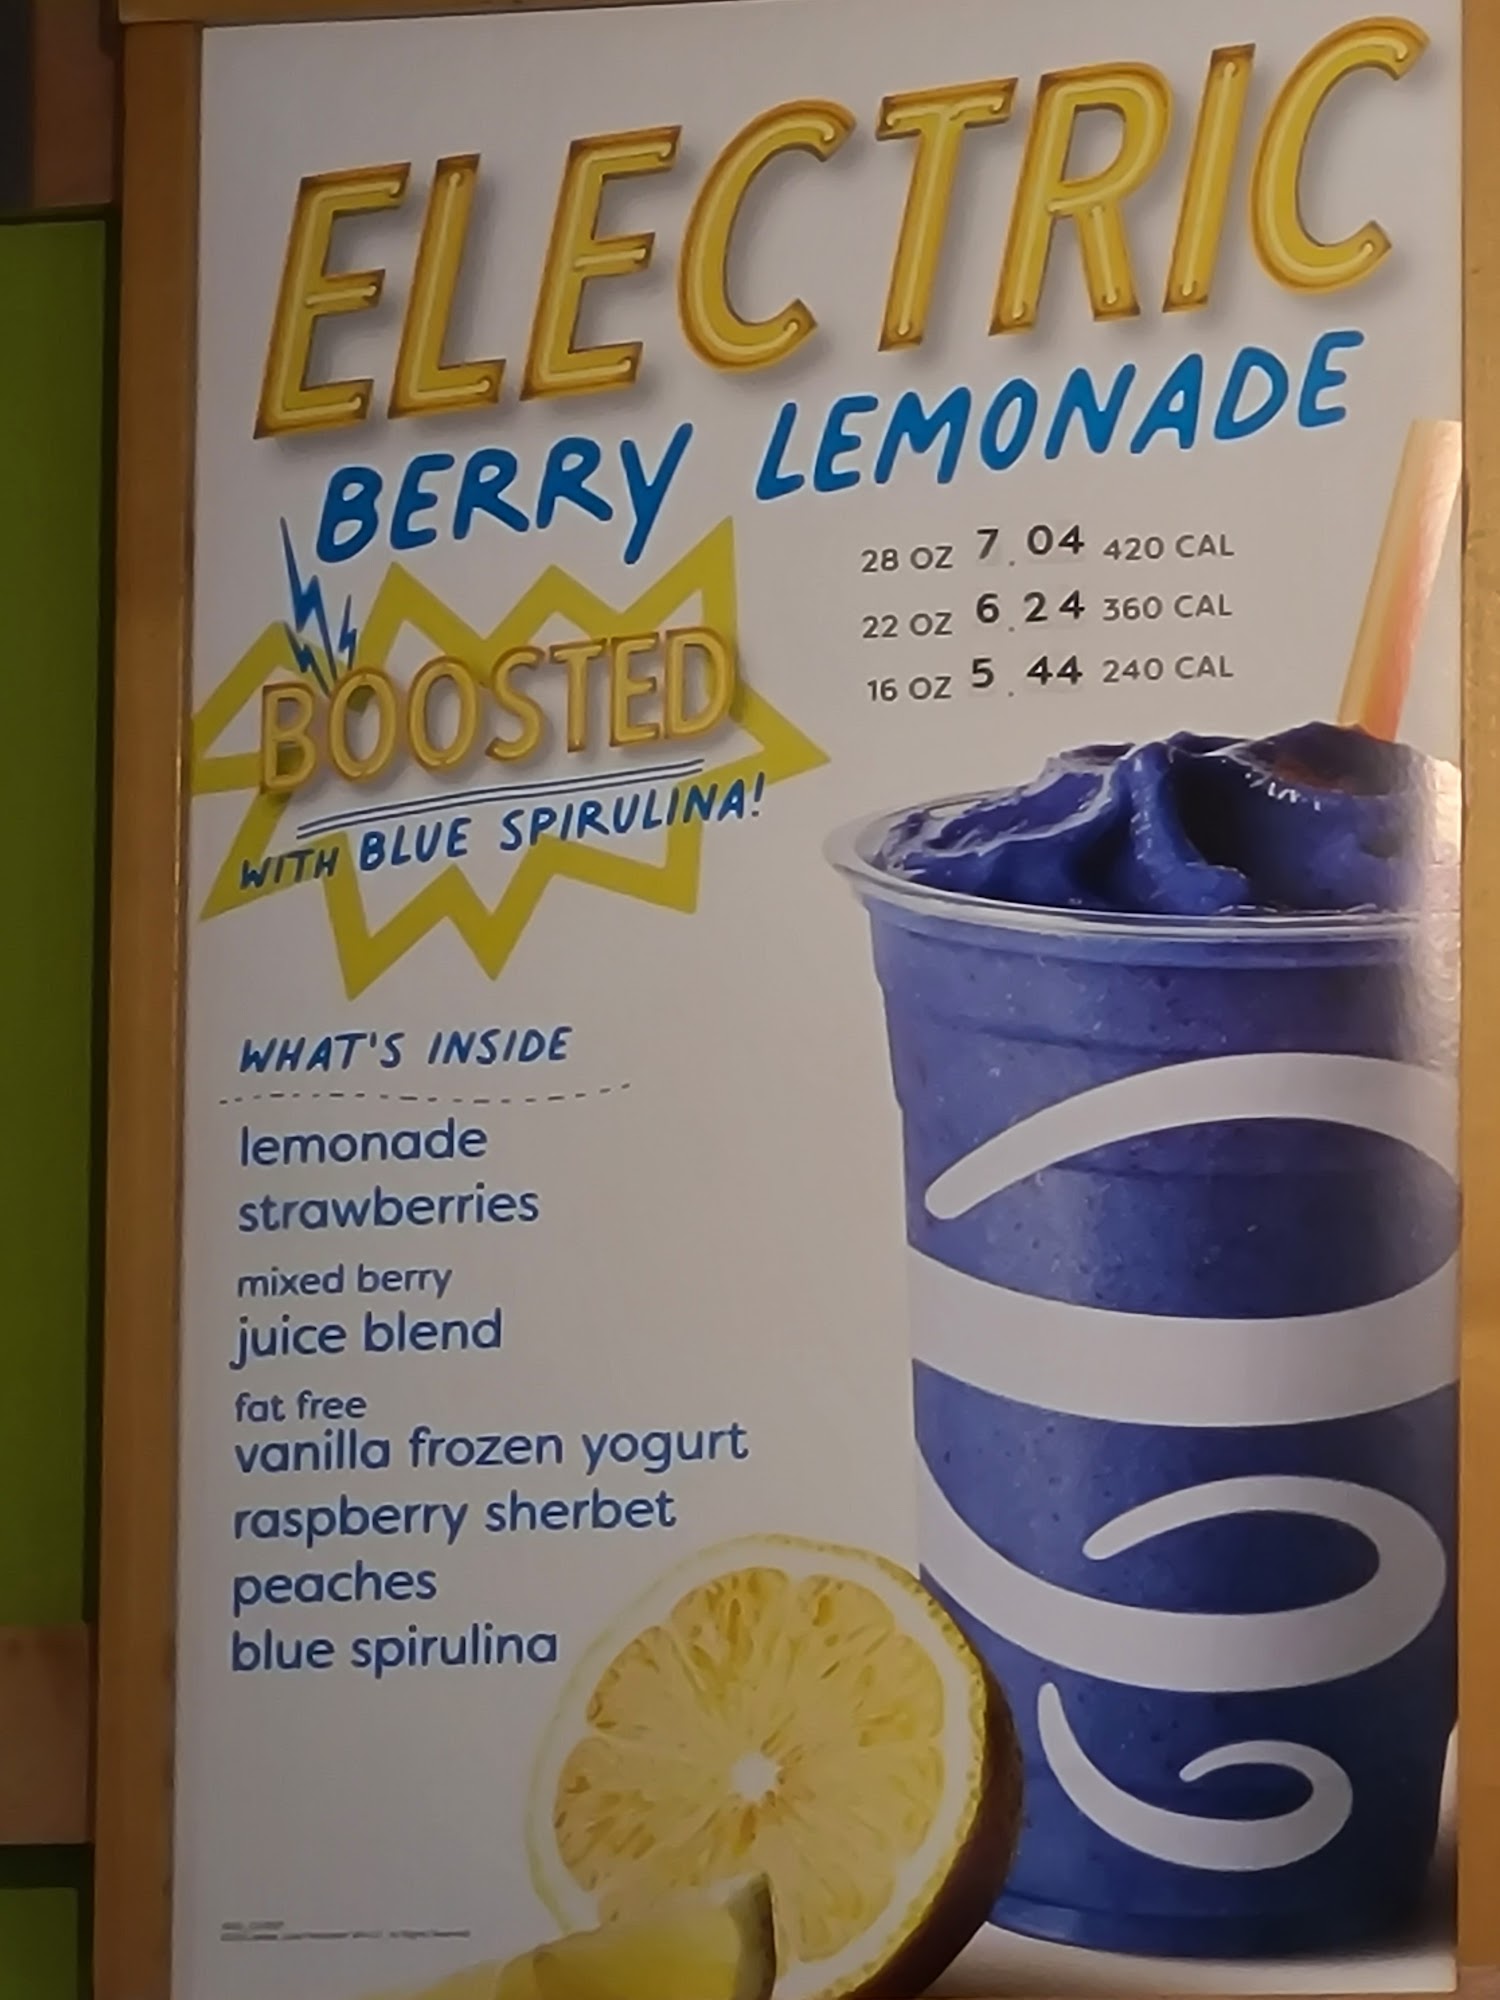 ELECTRIC
BERRY LEMONADE
28 OZ 7.04 420 CAL
22 OZ 6.24 360 CAL
16 OZ 5.44 240 CAL
BOOSTED
WITH BLUE SPIRULINA!
WHAT'S INSIDE
lemonade
strawberries
mixed berry
juice blend
fat free
vanilla frozen yogurt
raspberry sherbet
peaches
blue spirulina